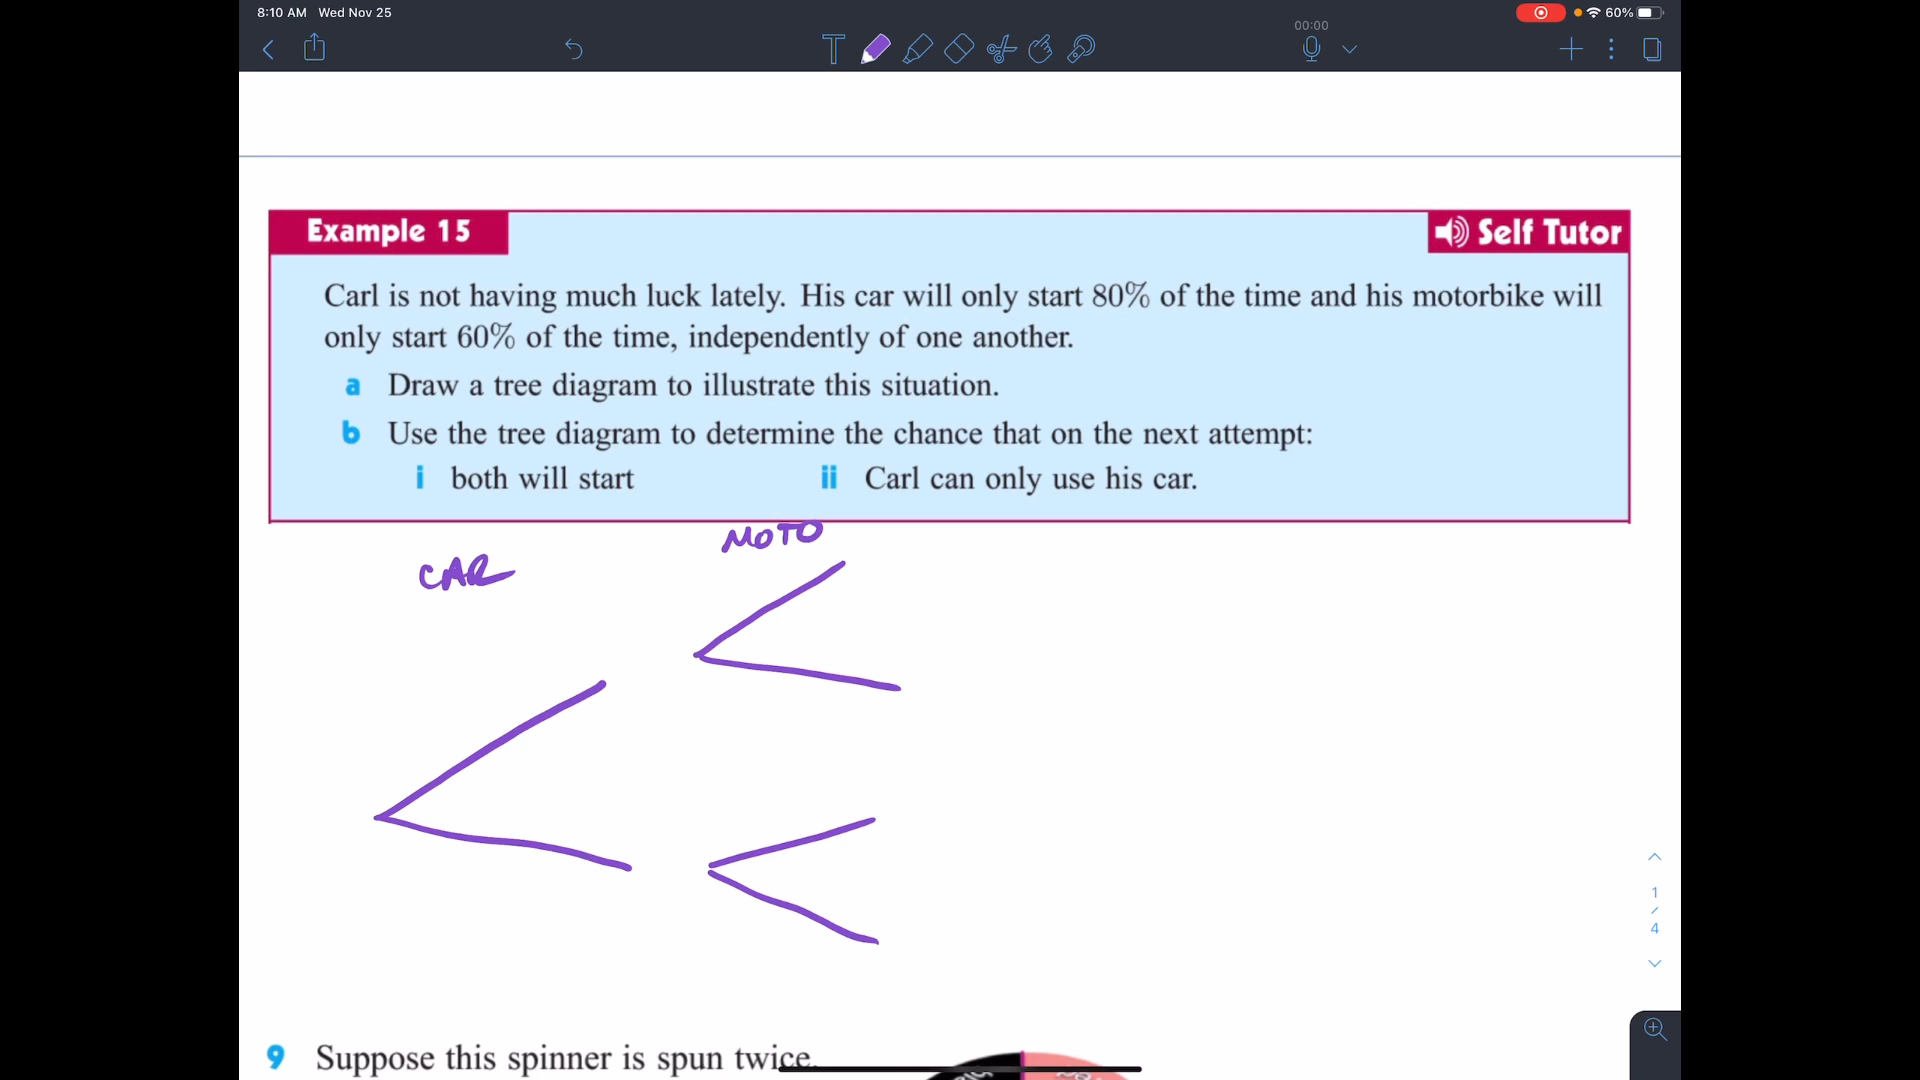 8:10 AM Wed Nov 25
60%
00:00
Example 15
Self Tutor
Carl is not having much luck lately. His car will only start 80% of the time and his motorbike will
only start 60% of the time, independently of one another.
a Draw a tree diagram to illustrate this situation.
b Use the tree diagram to determine the chance that on the next attempt:
i both will start ii Carl can only use his car.
MOTO
CAR
1
/
4
9 Suppose this spinner is spun twice.